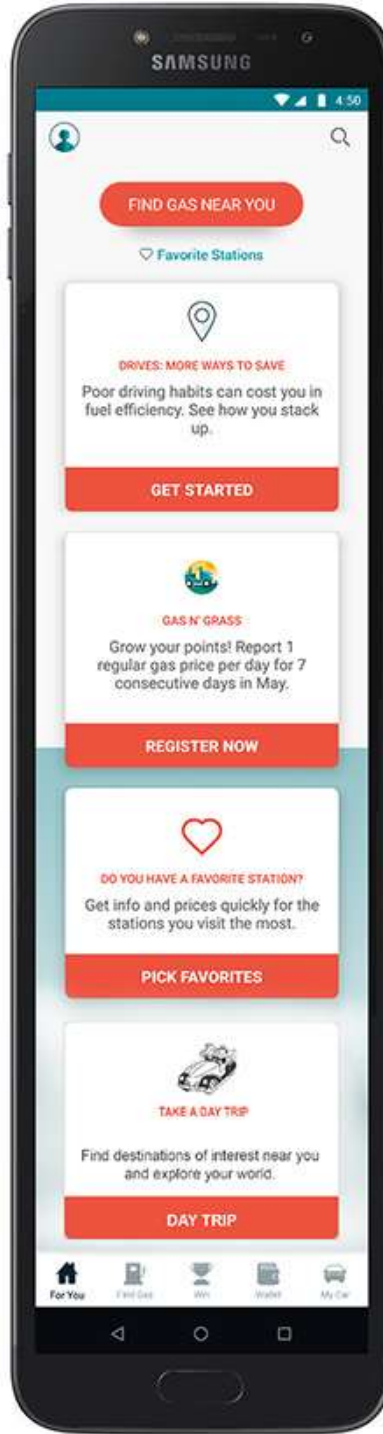 SAMSUNG
4:50
FIND GAS NEAR YOU
Favorite Stations
DRIVES: MORE WAYS TO SAVE
Poor driving habits can cost you in
fuel efficiency. See how you stack
up.
GET STARTED
GAS N' GRASS
Grow your points! Report 1
regular gas price per day for 7
consecutive days in May.
REGISTER NOW
DO YOU HAVE A FAVORITE STATION?
Get info and prices quickly for the
stations you visit the most.
PICK FAVORITES
TAKE A DAY TRIP
Find destinations of interest near you
and explore your world.
DAY TRIP
For You Find Gas Win Wallet My Car